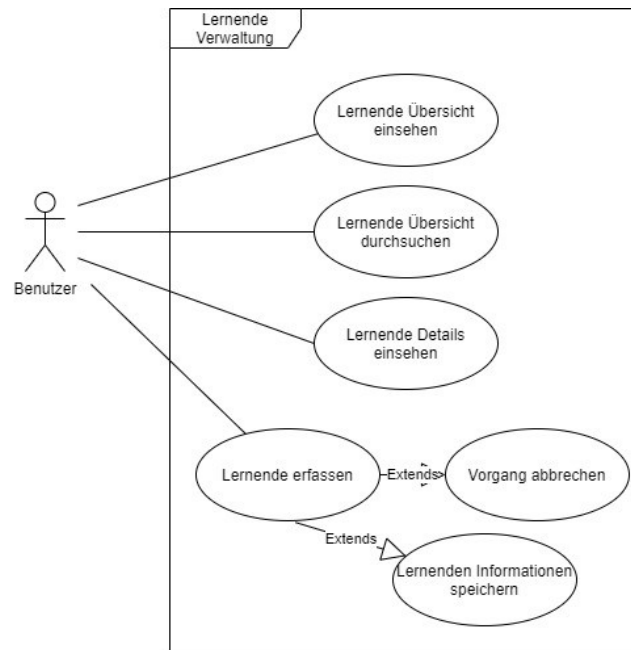 Lernende
Verwaltung
Lernende Übersicht
einsehen
Lernende Übersicht
durchsuchen
Benutzer
Lernende Details
einsehen
Lernende erfassen
Extends
Vorgang abbrechen
Extends
Lernenden Informationen
speichern